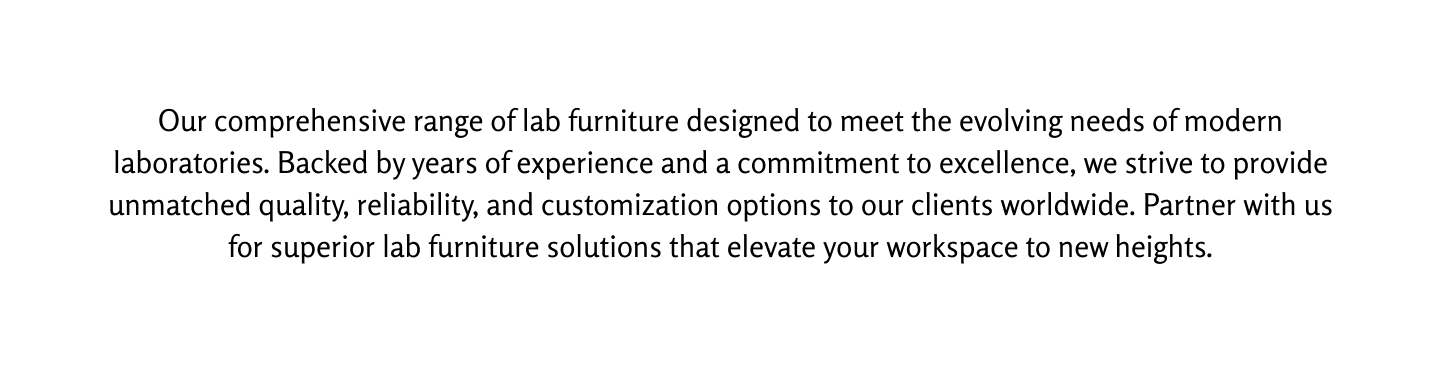 Our comprehensive range of lab furniture designed to meet the evolving needs of modern
laboratories. Backed by years of experience and a commitment to excellence, we strive to provide
unmatched quality, reliability, and customization options to our clients worldwide. Partner with us
for superior lab furniture solutions that elevate your workspace to new heights.